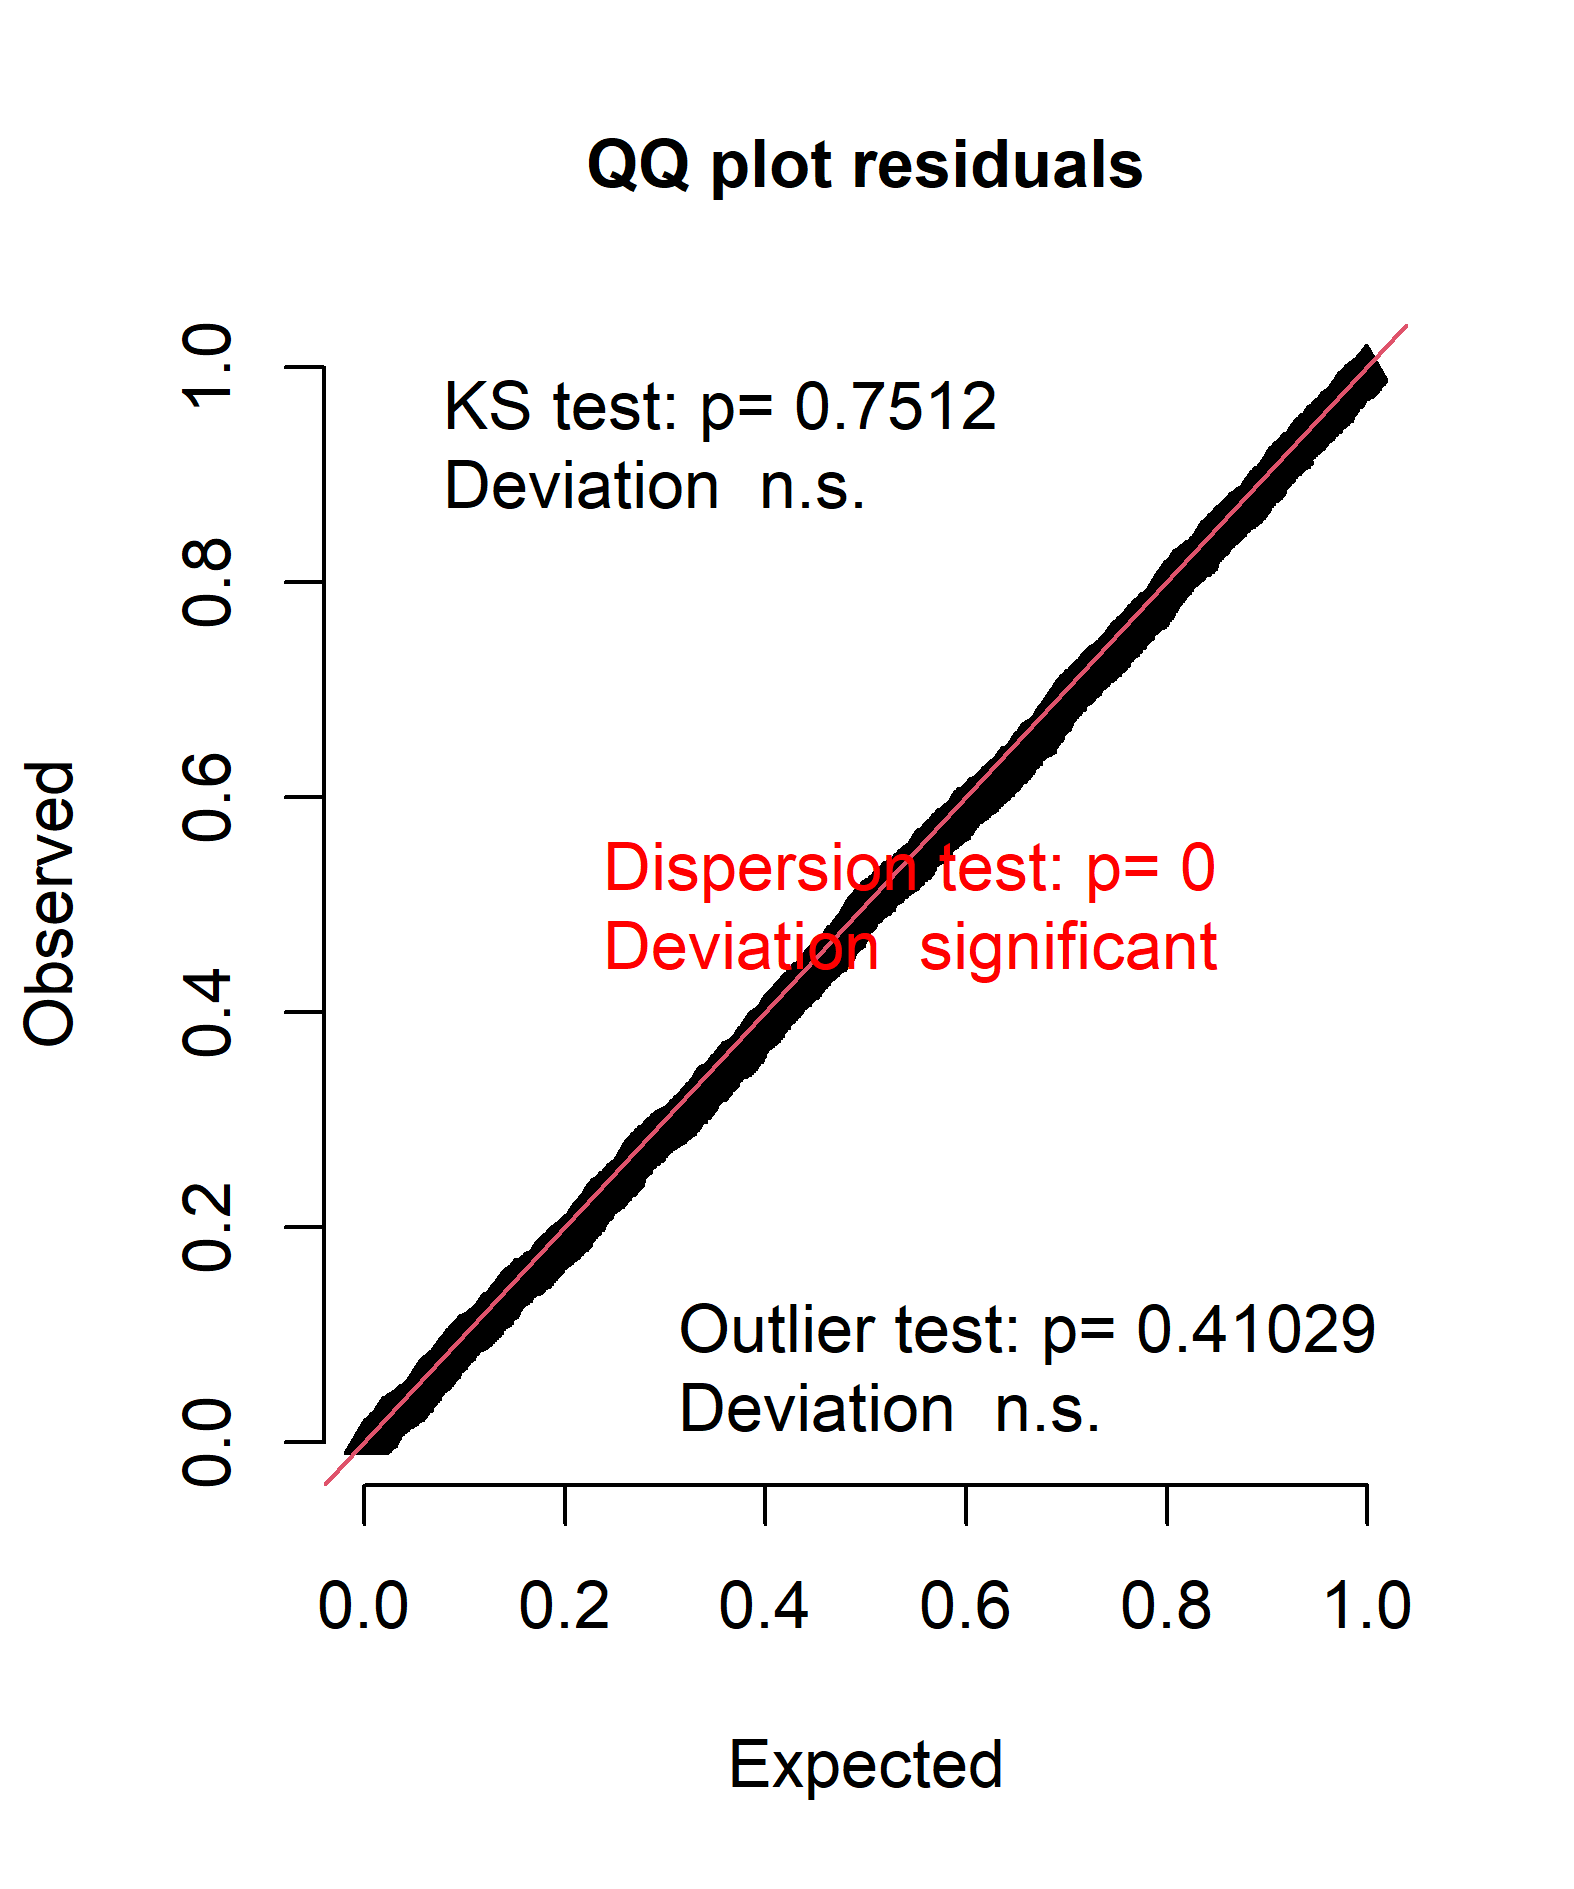 QQ plot residuals
KS test: p= 0.7512
Deviation  n.s.
Dispersion test: p= 0
Deviation  significant
Outlier test: p= 0.41029
Deviation  n.s.
Observed
1.0
0.8
0.6
0.4
0.2
0.0
0.0 0.2 0.4 0.6 0.8 1.0
Expected